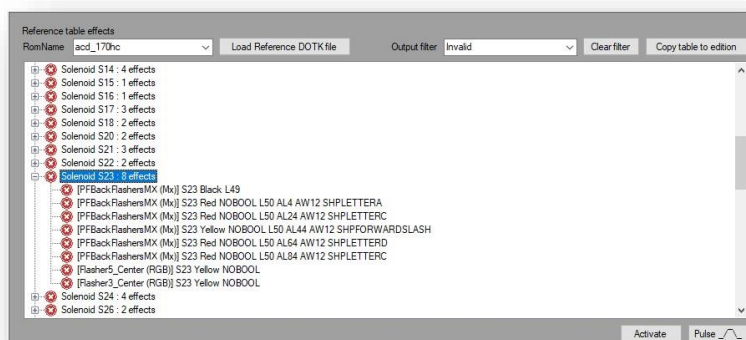 Reference table effects
RomName acd_170hc Load Reference DOTK file Output filter Invalid Clear filter Copy table to edition
Solenoid S14 : 4 effects
Solenoid S15 : 1 effects
Solenoid S16 : 1 effects
Solenoid S17 : 3 effects
Solenoid S18 : 2 effects
Solenoid S20 : 2 effects
Solenoid S21 : 3 effects
Solenoid S22 : 2 effects
Solenoid S23 : 8 effects
[PFBackFlashersMX (Mx)] S23 Black L49
[PFBackFlashersMX (Mx)] S23 Red NOBOOL L50 AL4 AW12 SHPLETTERA
[PFBackFlashersMX (Mx)] S23 Red NOBOOL L50 AL24 AW12 SHPLETTERC
[PFBackFlashersMX (Mx)] S23 Yellow NOBOOL L50 AL44 AW12 SHPFORWARDSLASH
[PFBackFlashersMX (Mx)] S23 Red NOBOOL L50 AL64 AW12 SHPLETTERD
[PFBackFlashersMX (Mx)] S23 Red NOBOOL L50 AL84 AW12 SHPLETTERC
[Flasher5_Center (RGB)] S23 Yellow NOBOOL
[Flasher3_Center (RGB)] S23 Yellow NOBOOL
Solenoid S24 : 4 effects
Solenoid S26 : 2 effects
Activate Pulse